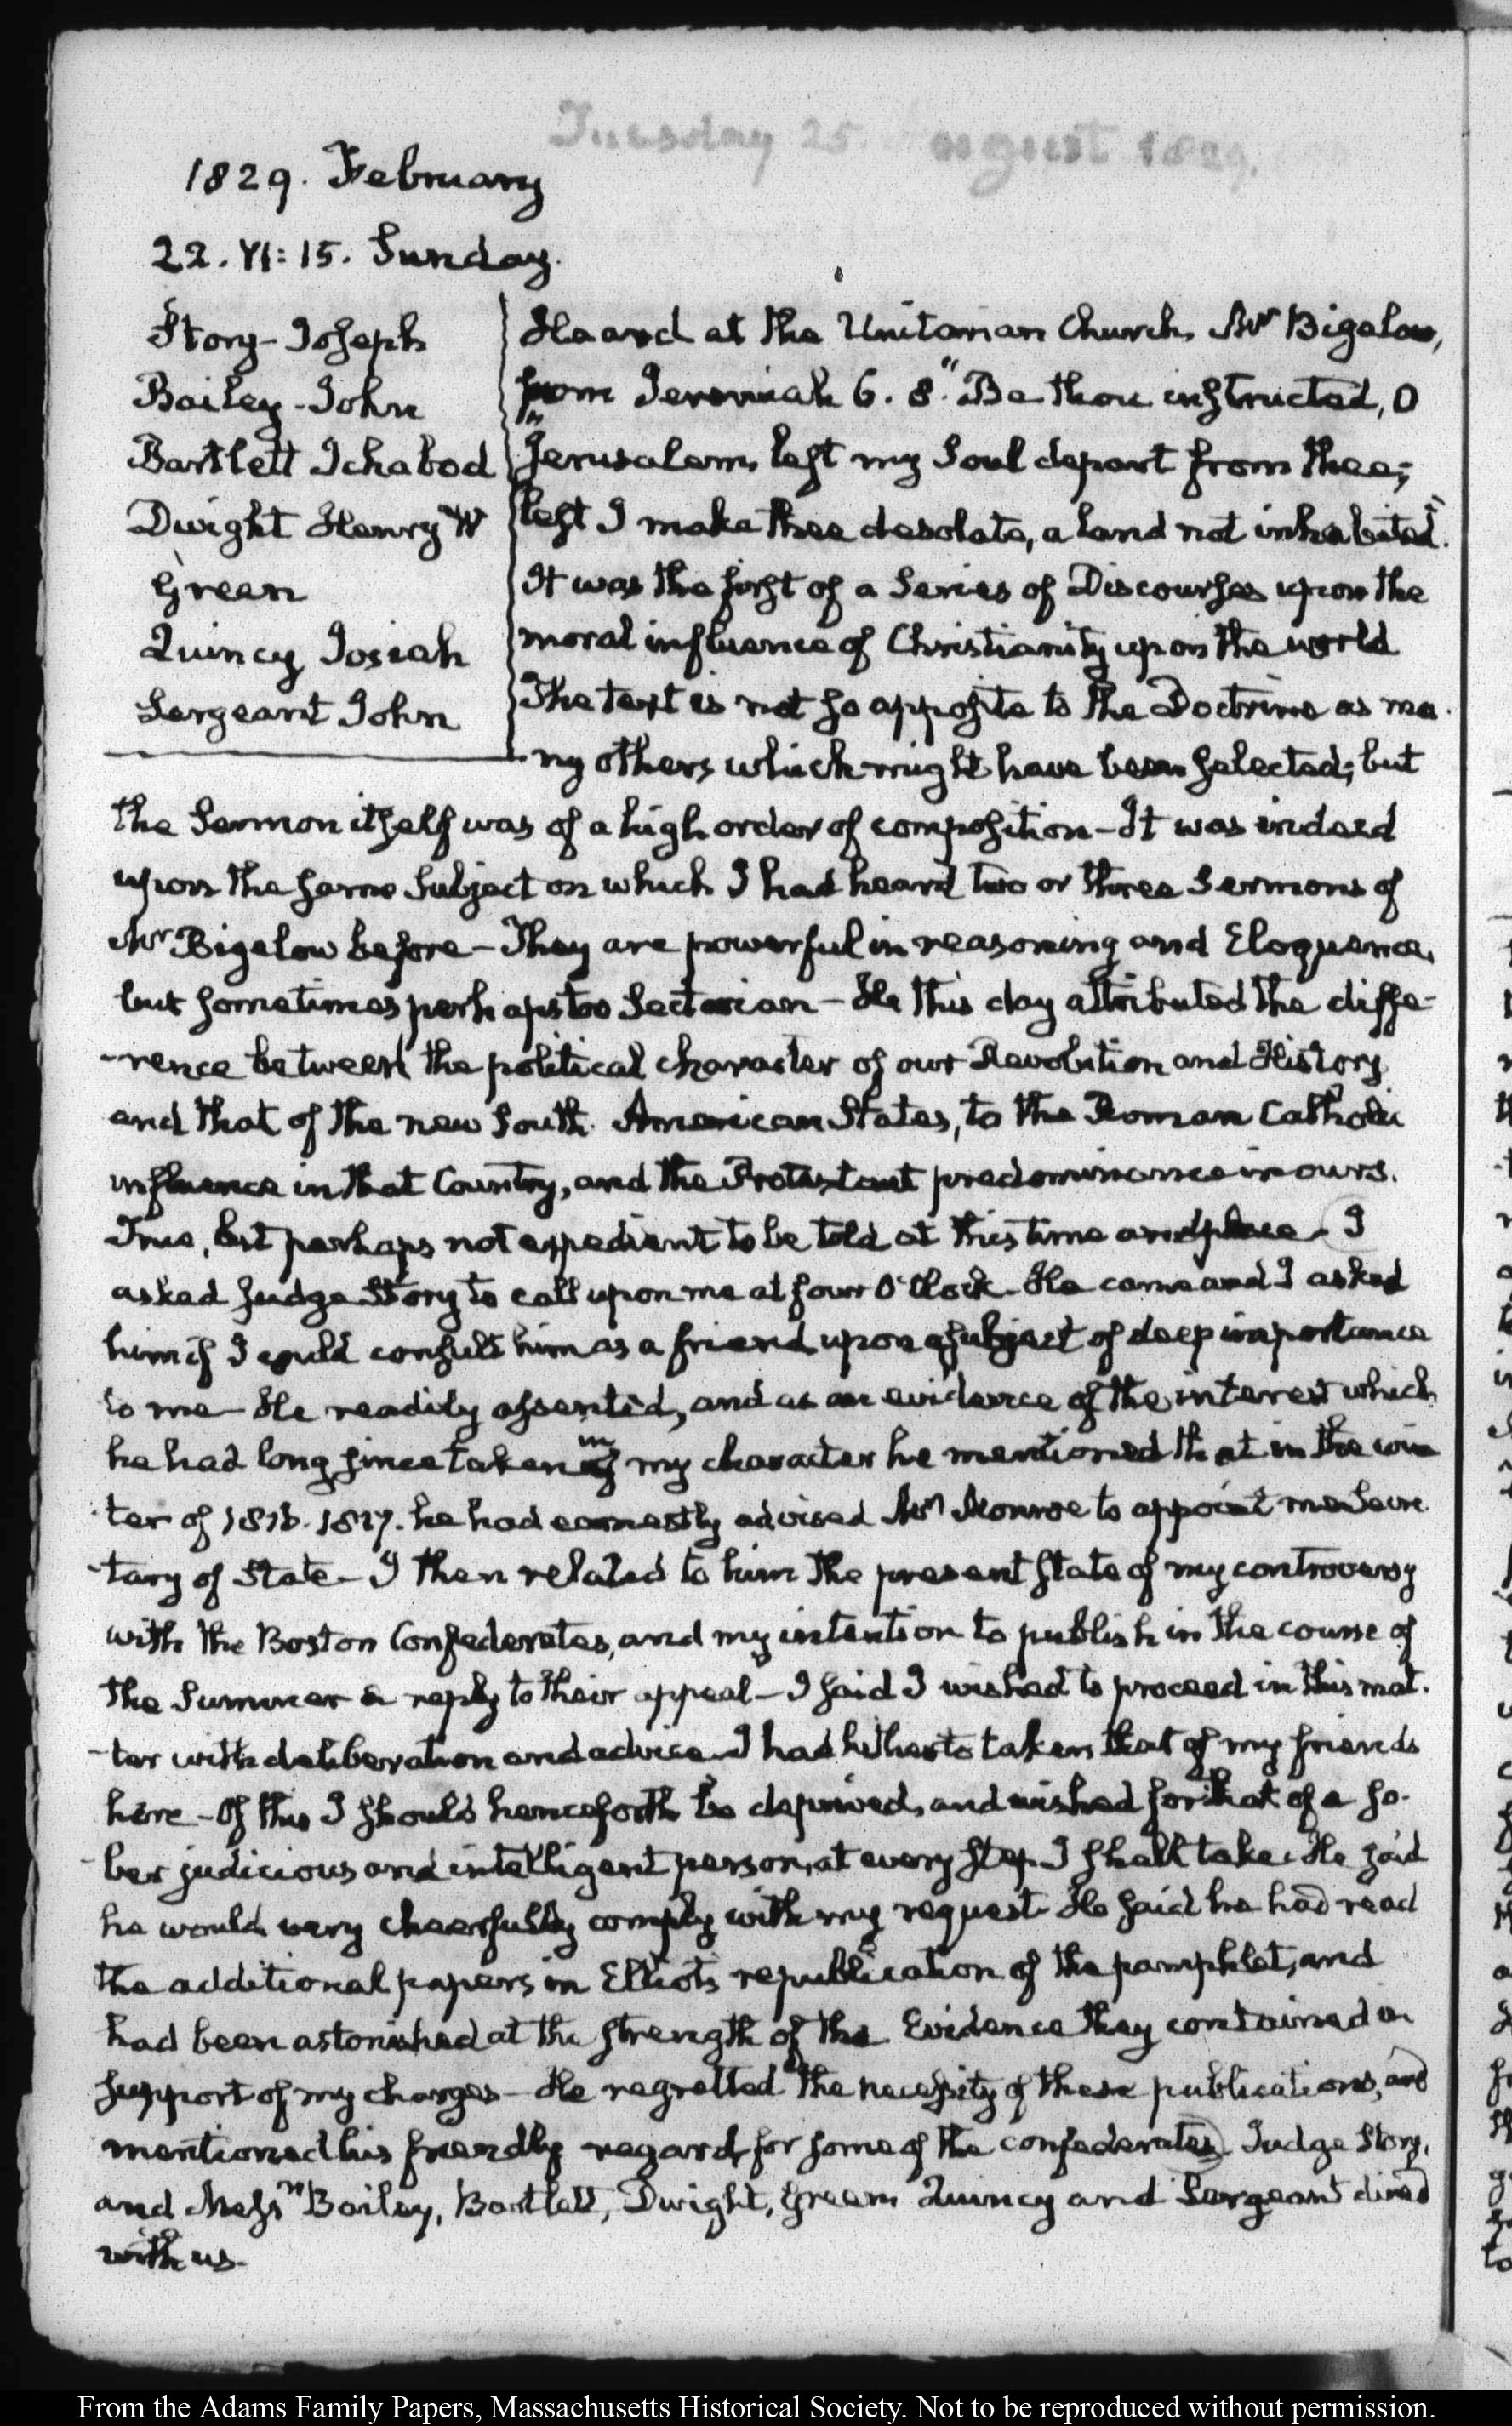 Tuesday 25. August 1829.
1829. February
22. VI: 15. Sunday.
Story - Joseph
Bailey - John
Bartlett Ichabod
Dwight Henry W
Green
Quincy Josiah
Sergeant John
Heard at the Unitarian Church, Mr Bigelow,
from Jeremiah 6. 8. "Be thou instructed, O
"Jerusalem, lest my Soul depart from thee;
lest I make thee desolate, a land not inhabited."
It was the first of a Series of Discourses upon the
moral influence of Christianity upon the world
The text is not so apposite to the Doctrine as ma-
ny others which might have been selected; but
the Sermon itself was of a high order of composition - It was indeed
upon the same Subject on which I had heard two or three Sermons of
Mr Bigelow before - They are powerful in reasoning and Eloquence,
but sometimes perhaps too Sectarian - He this day attributed the diffe-
-rence between the political character of our Revolution and History
and that of the new South American States, to the Roman Catholic
influence in that Country, and the Protestant predominance in ours.
True, but perhaps not expedient to be told at this time and place - I
asked Judge Story to call upon me at four O'Clock - He came and I asked
him if I could consult him as a friend upon a subject of deep importance
to me - He readily assented, and as an evidence of the interest which
he had long since taken in my character he mentioned that in the win
ter of 1816. 1817. he had earnestly advised Mr Monroe to appoint me Secre-
-tary of State - I then related to him the present state of my controversy
with the Boston Confederates, and my intention to publish in the course of
the Summer a reply to their appeal - I said I wished to proceed in this mat-
-ter with deliberation and advice - I had hitherto taken that of my friends
here - Of this I should henceforth be deprived, and wished for that of a so-
-ber judicious and intelligent person, at every step I shall take. He said
he would very cheerfully comply with my request - He said he had read
the additional papers in Elliot's republication of the pamphlet, and
had been astonished at the strength of the Evidence they contained in
support of my charges - He regretted the necessity of these publications, and
mentioned his friendly regard for some of the confederates. Judge Story,
and Messrs Bailey, Bartlett, Dwight, Green Quincy and Sergeant dined
with us.
From the Adams Family Papers, Massachusetts Historical Society. Not to be reproduced without permission.